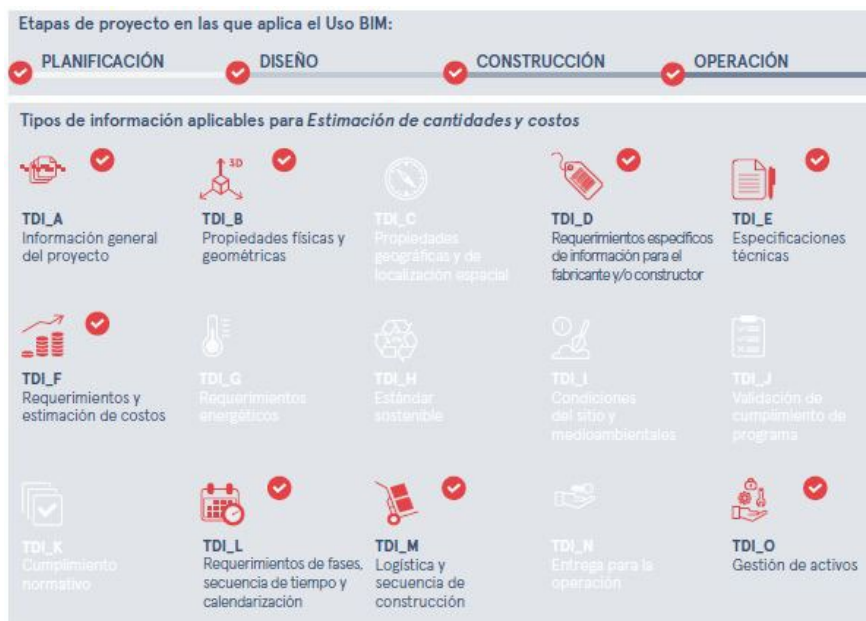 Etapas de proyecto en las que aplica el Uso BIM:
PLANIFICACIÓN
DISEÑO
CONSTRUCCIÓN
OPERACIÓN
Tipos de información aplicables para Estimación de cantidades y costos
TDI_A
Información general
del proyecto
3D
TDI_B
Propiedades físicas y
geométricas
TDI_C
Propiedades
geográficas y de
localización espacial
TDI_D
Requerimientos específicos
de información para el
fabricante y/o constructor
TDI_E
Especificaciones
técnicas
TDI_F
Requerimientos y
estimación de costos
TDI_G
Requerimientos
energéticos
TDI_H
Estándar
sostenible
TDI_I
Condiciones
del sitio y
medioambientales
TDI_J
Validación de
cumplimiento de
programa
TDI_K
Cumplimiento
normativo
TDI_L
Requerimientos de fases,
secuencia de tiempo y
calendarización
TDI_M
Logística y
secuencia de
construcción
TDI_N
Entrega para la
operación
TDI_O
Gestión de activos